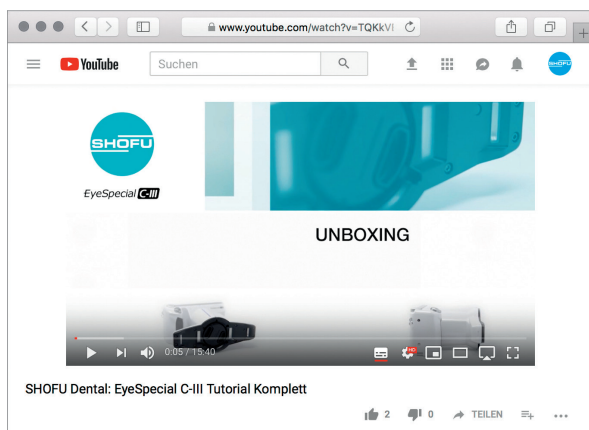 www.youtube.com/watch?v=TQKkVI
YouTube
Suchen
SHOFU
SHOFU
EyeSpecial C-III
UNBOXING
0:05 / 15:40
HD
SHOFU Dental: EyeSpecial C-III Tutorial Komplett
2
0
TEILEN